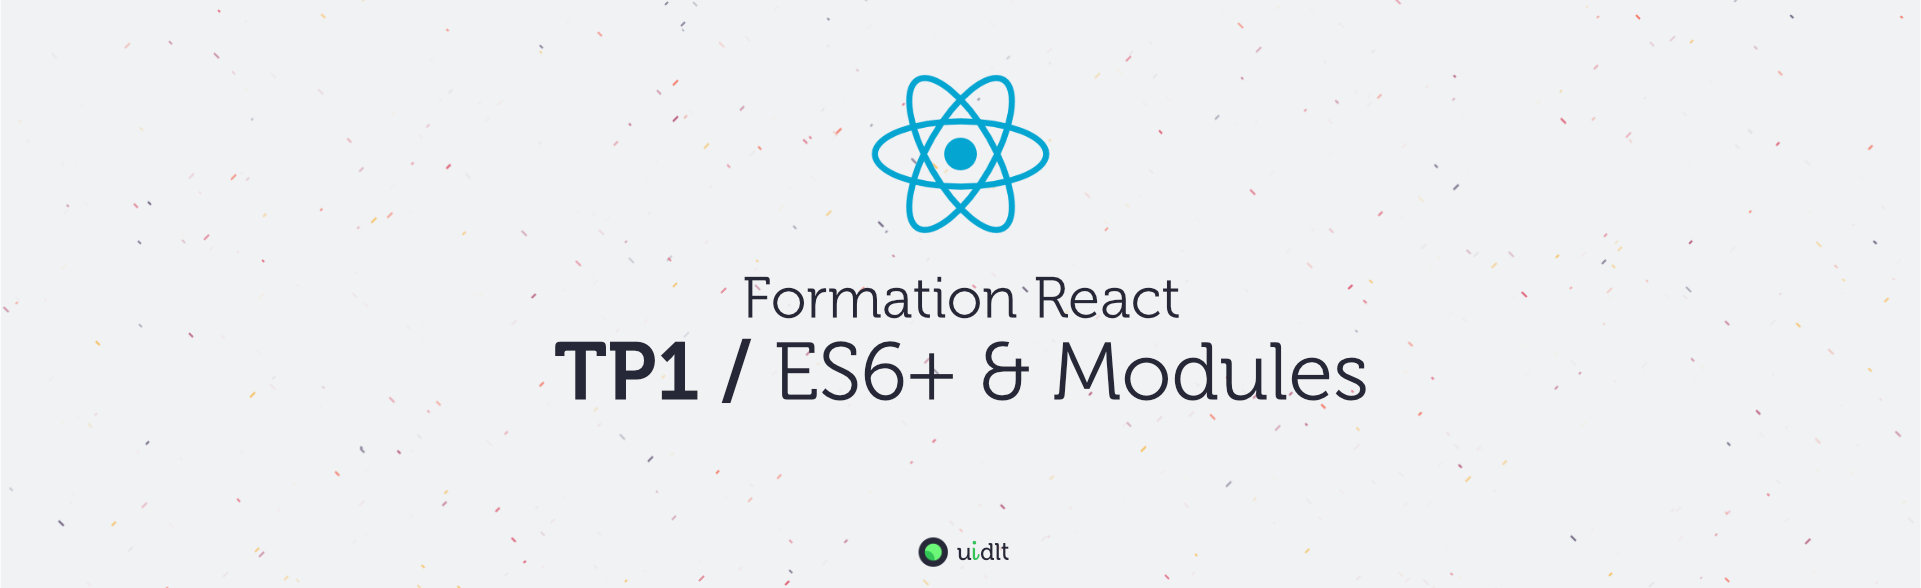 Formation React
TP1 / ES6+ & Modules
uidlt